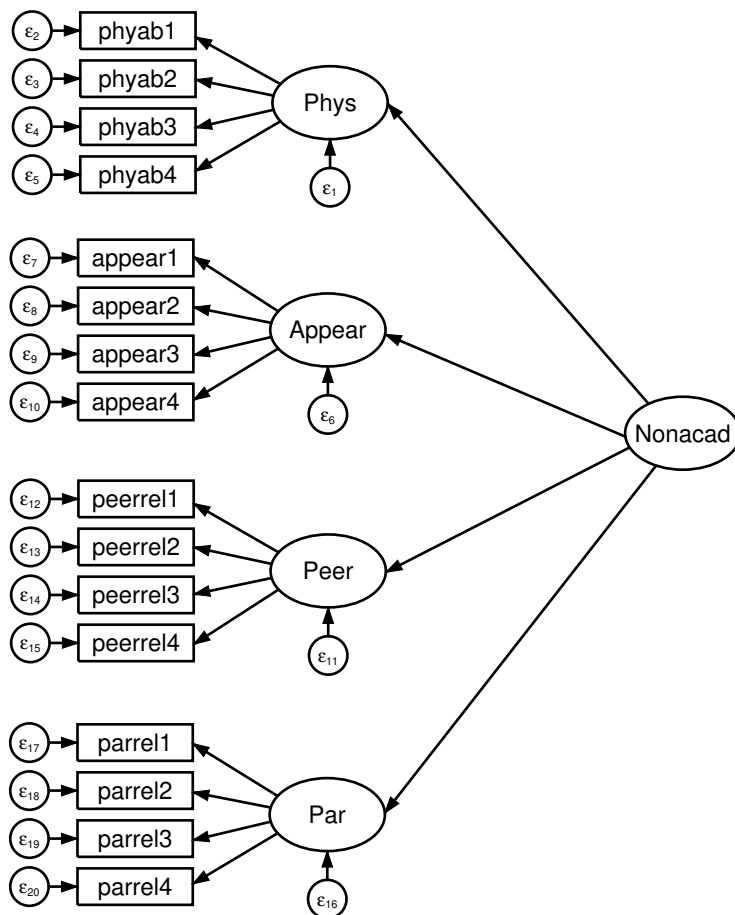 ε2 phyab1
ε3 phyab2
Phys
ε4 phyab3
ε5 phyab4
ε1
ε7 appear1
ε8 appear2
Appear
ε9 appear3
ε10 appear4
ε6
Nonacad
ε12 peerrel1
ε13 peerrel2
Peer
ε14 peerrel3
ε15 peerrel4
ε11
ε17 parrel1
ε18 parrel2
Par
ε19 parrel3
ε20 parrel4
ε16